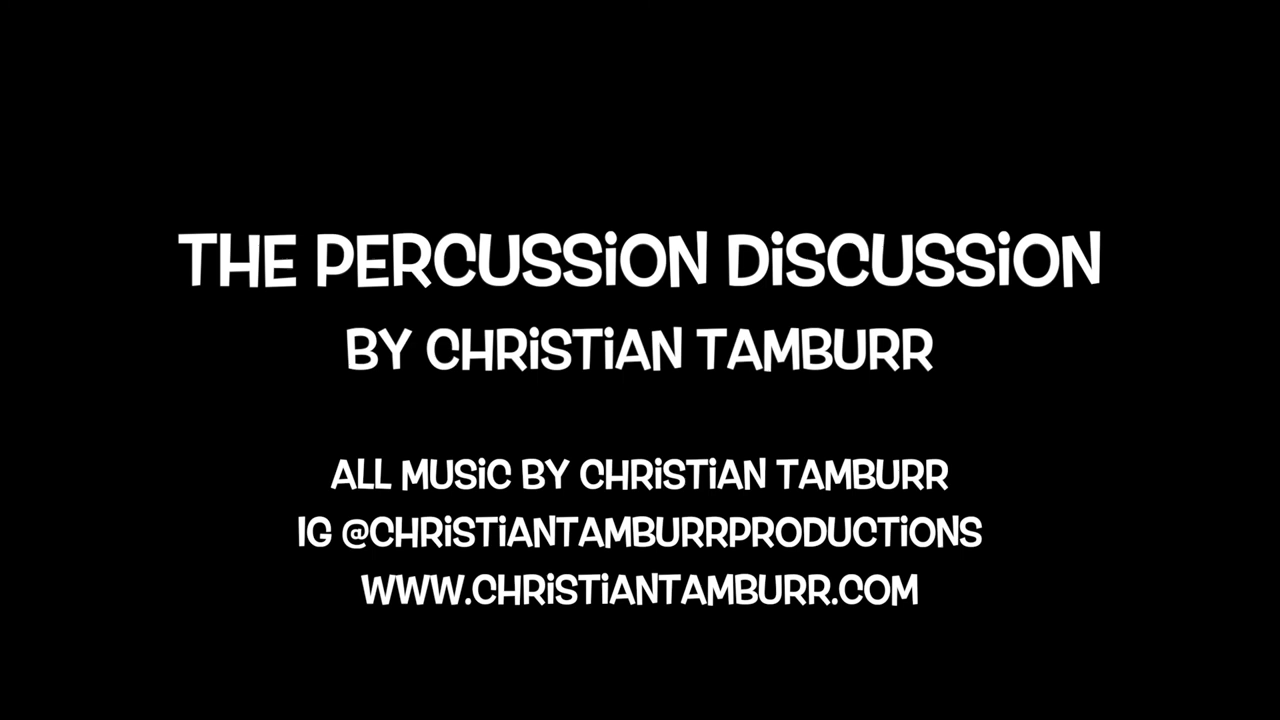 THE PERCUSSiON DiSCUSSiON
BY CHRiSTiAN TAMBURR
ALL MUSiC BY CHRiSTiAN TAMBURR
IG @CHRiSTiANTAMBURRPRODUCTiONS
WWW.CHRiSTiANTAMBURR.COM